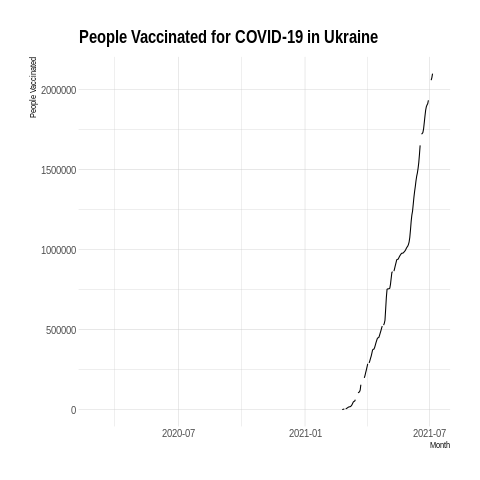 People Vaccinated for COVID-19 in Ukraine
People Vaccinated
2000000
1500000
1000000
500000
0
2020-07
2021-01
2021-07
Month